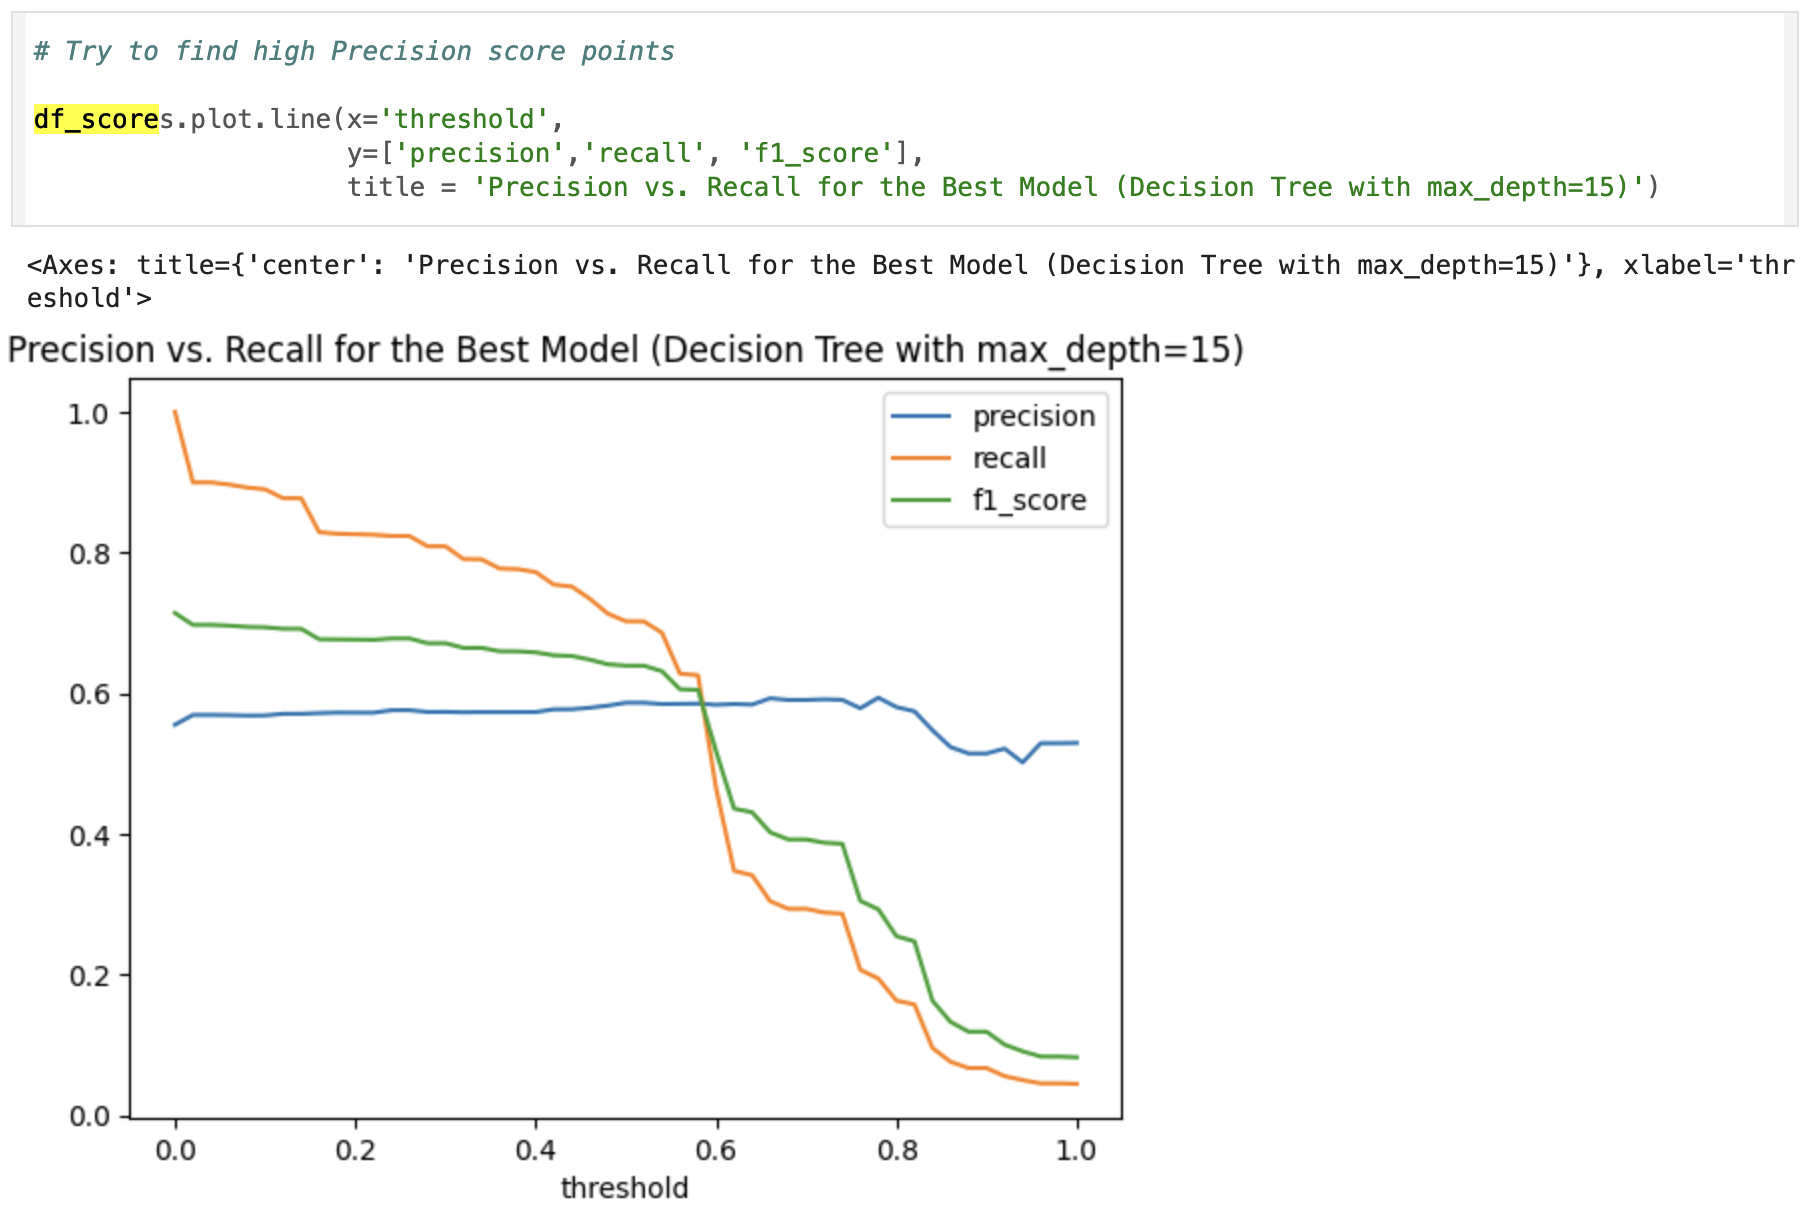 # Try to find high Precision score points
df_scores.plot.line(x='threshold',
y=['precision','recall', 'f1_score'],
title = 'Precision vs. Recall for the Best Model (Decision Tree with max_depth=15)')
<Axes: title={'center': 'Precision vs. Recall for the Best Model (Decision Tree with max_depth=15)'}, xlabel='thr
eshold'>
Precision vs. Recall for the Best Model (Decision Tree with max_depth=15)
precision
recall
f1_score
1.0
0.8
0.6
0.4
0.2
0.0
0.0 0.2 0.4 0.6 0.8 1.0
threshold